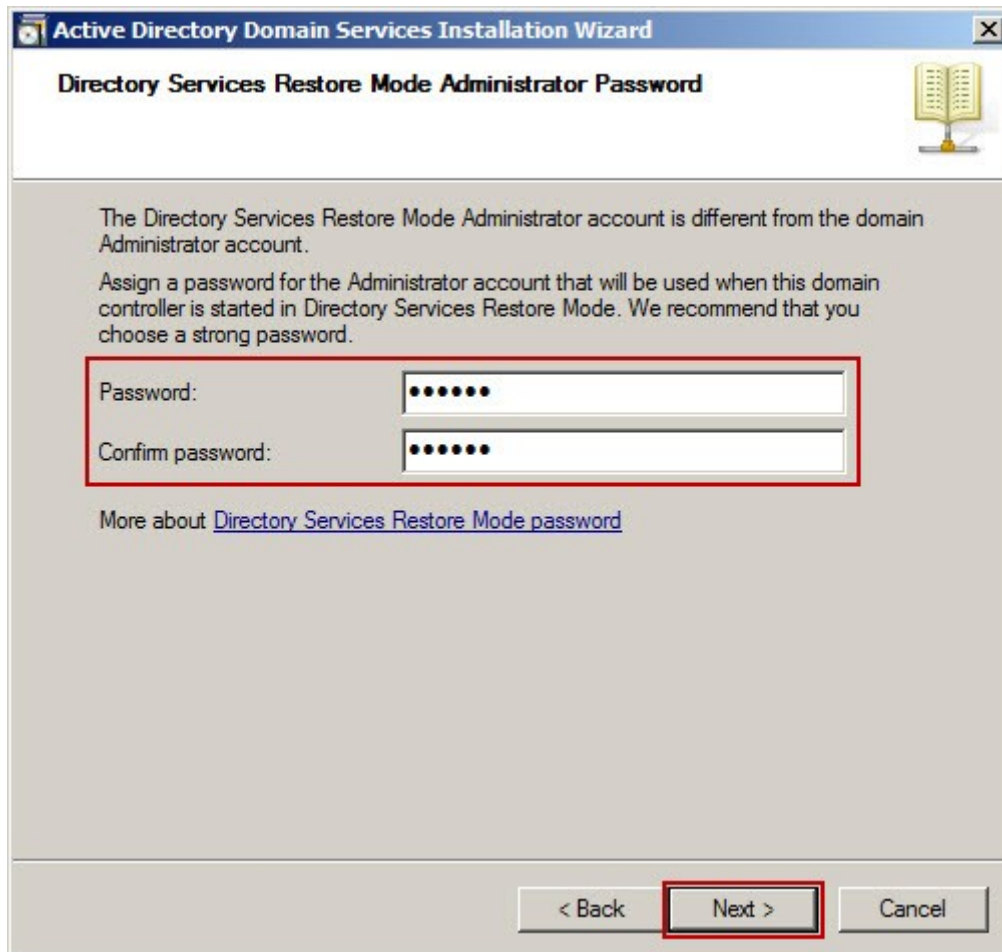 Active Directory Domain Services Installation Wizard
Directory Services Restore Mode Administrator Password
The Directory Services Restore Mode Administrator account is different from the domain
Administrator account.
Assign a password for the Administrator account that will be used when this domain
controller is started in Directory Services Restore Mode. We recommend that you
choose a strong password.
Password: ••••••
Confirm password: ••••••
More about Directory Services Restore Mode password
< Back Next > Cancel